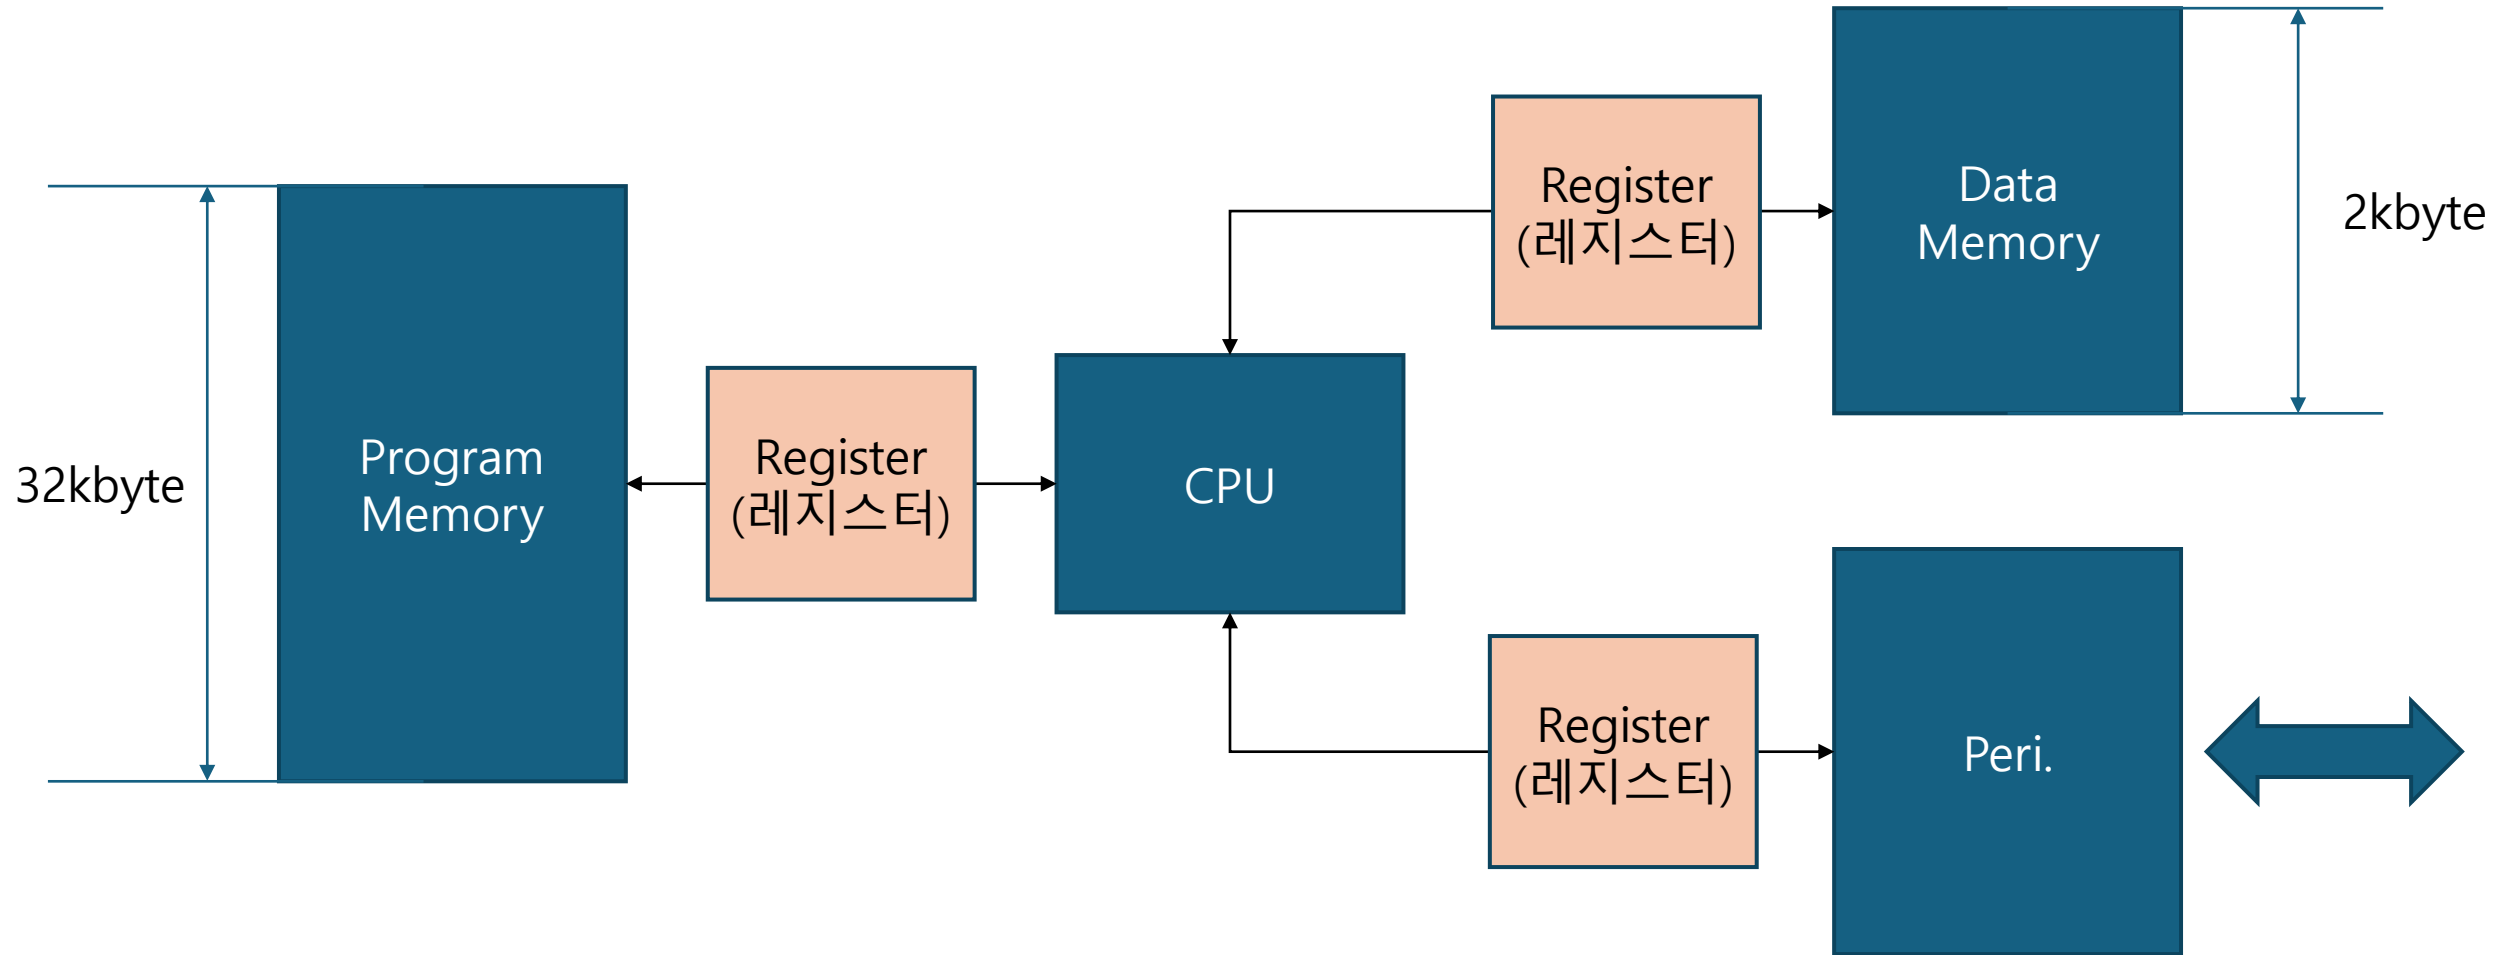 32kbyte
Program
Memory
Register
(레지스터)
CPU
Register
(레지스터)
Data
Memory
2kbyte
Register
(레지스터)
Peri.